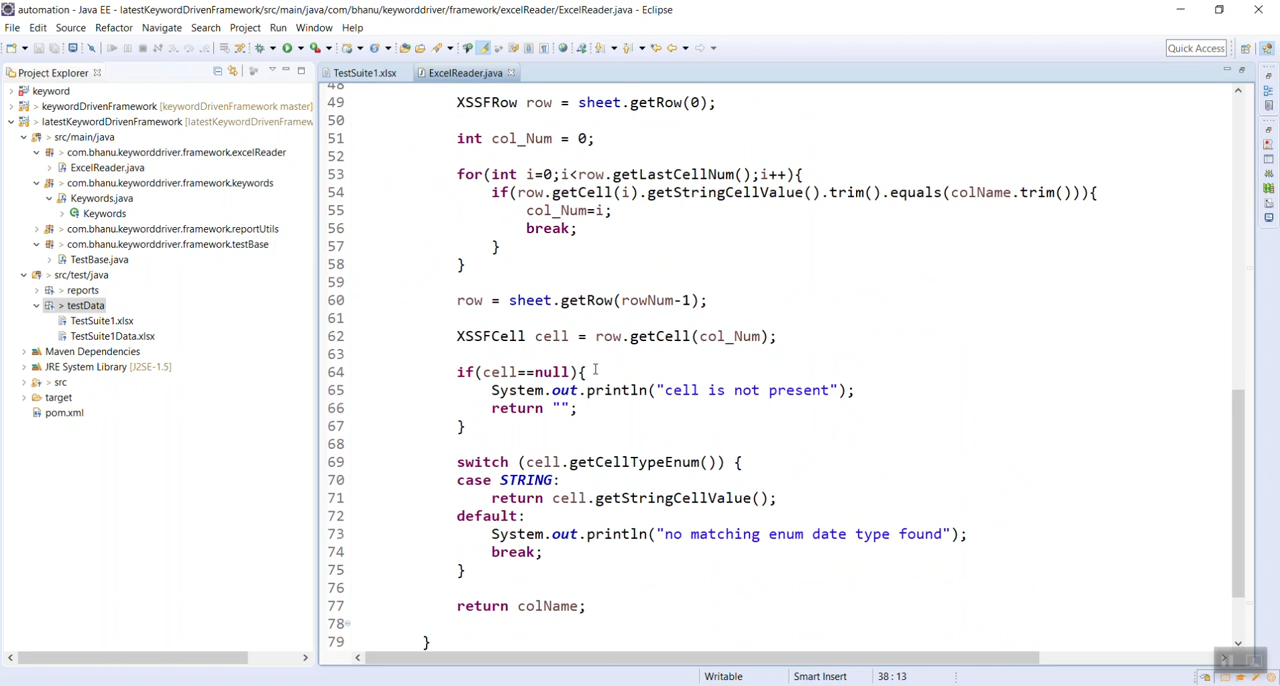 automation - Java EE - latestKeywordDrivenFramework/src/main/java/com/bhanu/keyworddriver/framework/excelReader/ExcelReader.java - Eclipse
File Edit Source Refactor Navigate Search Project Run Window Help
Quick Access
Project Explorer
TestSuite1.xlsx
ExcelReader.java
keyword
> keywordDrivenFramework [keywordDrivenFramework master]
> latestKeywordDrivenFramework [latestKeywordDrivenFramew
> src/main/java
> com.bhanu.keyworddriver.framework.excelReader
> ExcelReader.java
> com.bhanu.keyworddriver.framework.keywords
> Keywords.java
Keywords
> com.bhanu.keyworddriver.framework.reportUtils
> com.bhanu.keyworddriver.framework.testBase
> TestBase.java
> src/test/java
> reports
> testData
TestSuite1.xlsx
TestSuite1Data.xlsx
Maven Dependencies
JRE System Library [J2SE-1.5]
> src
target
pom.xml
48
49 XSSFRow row = sheet.getRow(0);
50
51 int col_Num = 0;
52
53 for(int i=0;i<row.getLastCellNum();i++){
54 if(row.getCell(i).getStringCellValue().trim().equals(colName.trim())){
55 col_Num=i;
56 break;
57 }
58 }
59
60 row = sheet.getRow(rowNum-1);
61
62 XSSFCell cell = row.getCell(col_Num);
63
64 if(cell==null){
65 System.out.println("cell is not present");
66 return "";
67 }
68
69 switch (cell.getCellTypeEnum()) {
70 case STRING:
71 return cell.getStringCellValue();
72 default:
73 System.out.println("no matching enum date type found");
74 break;
75 }
76
77 return colName;
78
79 }
Writable Smart Insert 38 : 13